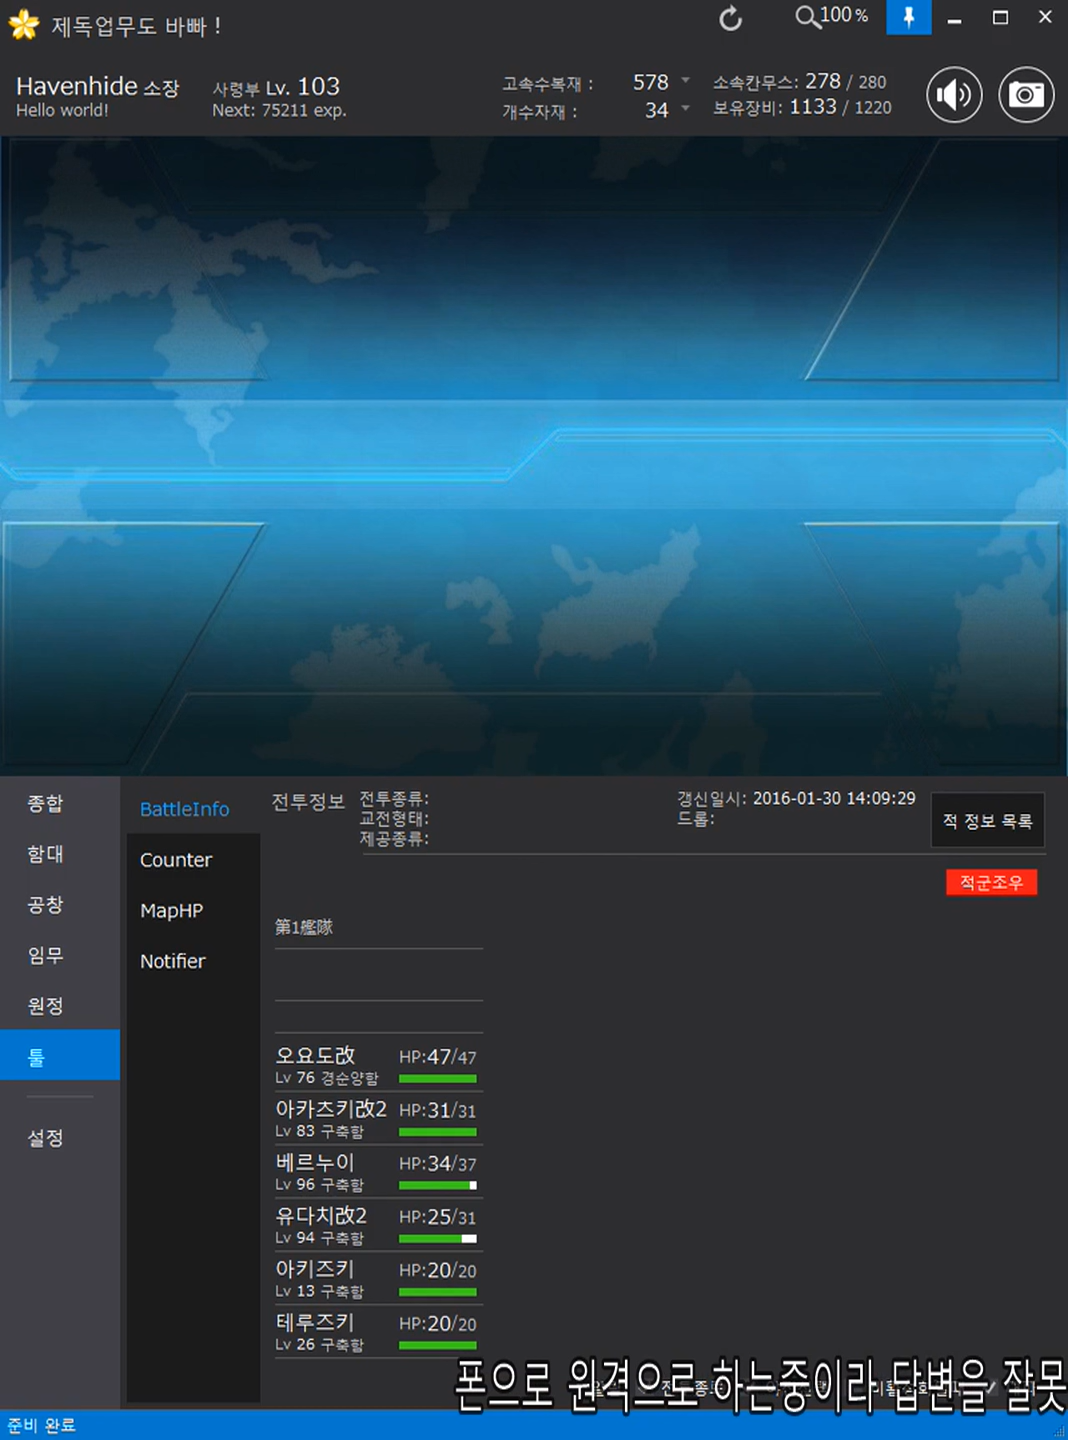 제독업무도 바빠 !
100 %
Havenhide 소장
Hello world!
사령부 Lv. 103
Next: 75211 exp.
고속수복재 : 578
개수자재 : 34
소속칸무스: 278 / 280
보유장비: 1133 / 1220
종합
함대
공창
임무
원정
툴
설정
BattleInfo
Counter
MapHP
Notifier
전투정보
전투종류:
교전형태:
제공종류:
갱신일시: 2016-01-30 14:09:29
드롭:
적 정보 목록
적군조우
第1艦隊
오요도改 HP:47/47
Lv 76 경순양함
아카츠키改2 HP:31/31
Lv 83 구축함
베르누이 HP:34/37
Lv 96 구축함
유다치改2 HP:25/31
Lv 94 구축함
아키즈키 HP:20/20
Lv 13 구축함
테루즈키 HP:20/20
Lv 26 구축함
폰으로 원격으로 하는중이라 답변을 잘못
준비 완료